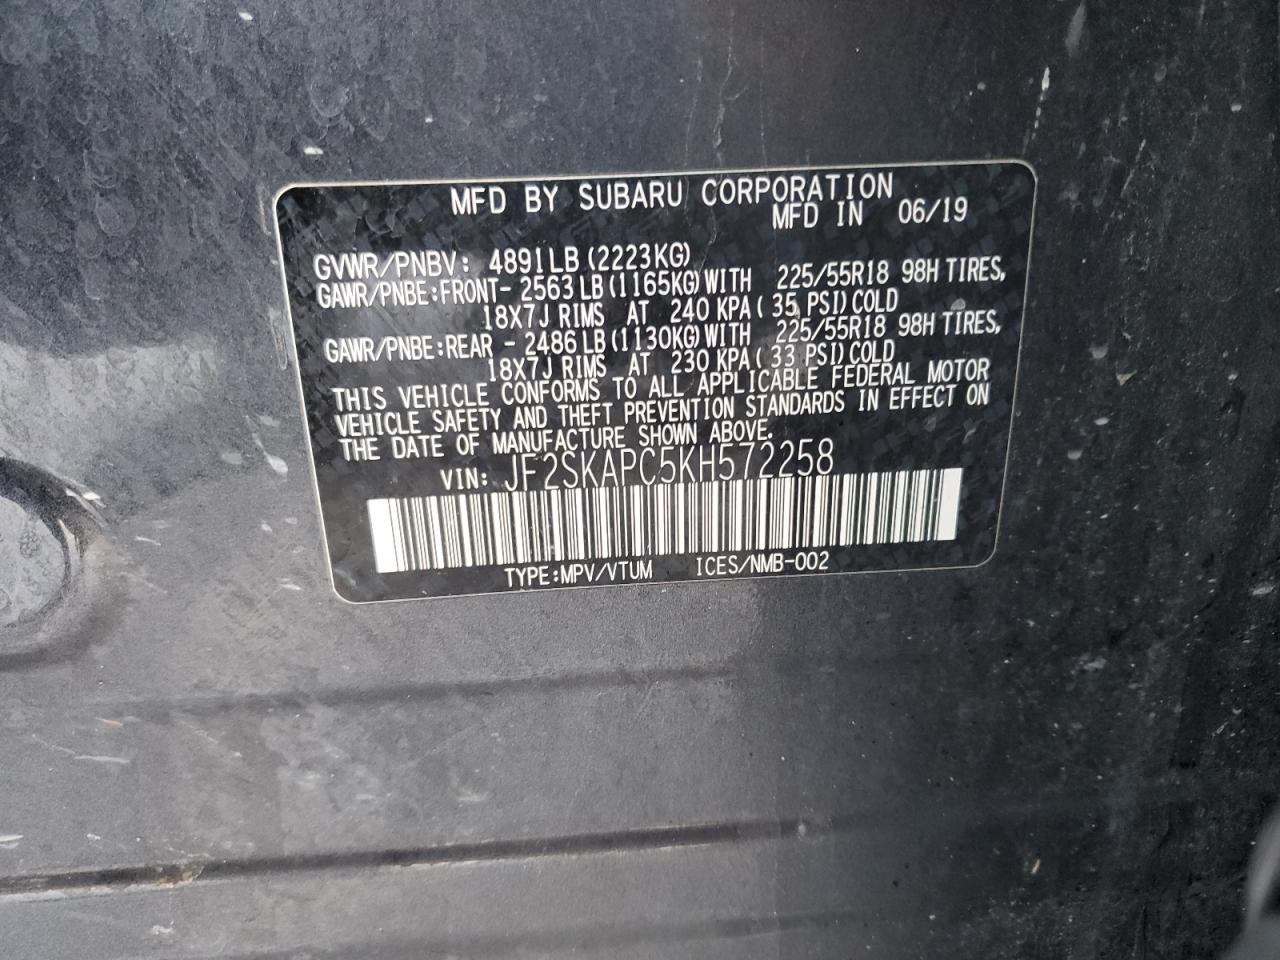 MFD BY SUBARU CORPORATION
MFD IN 06/19
GVWR/PNBV: 4891LB (2223KG)
GAWR/PNBE:FRONT- 2563LB (1165KG)WITH 225/55R18 98H TIRES,
18X7J RIMS AT 240 KPA( 35 PSI)COLD
GAWR/PNBE:REAR - 2486LB (1130KG)WITH 225/55R18 98H TIRES,
18X7J RIMS AT 230 KPA( 33 PSI)COLD
THIS VEHICLE CONFORMS TO ALL APPLICABLE FEDERAL MOTOR
VEHICLE SAFETY AND THEFT PREVENTION STANDARDS IN EFFECT ON
THE DATE OF MANUFACTURE SHOWN ABOVE.
VIN: JF2SKAPC5KH572258
TYPE:MPV/VTUM ICES/NMB-002